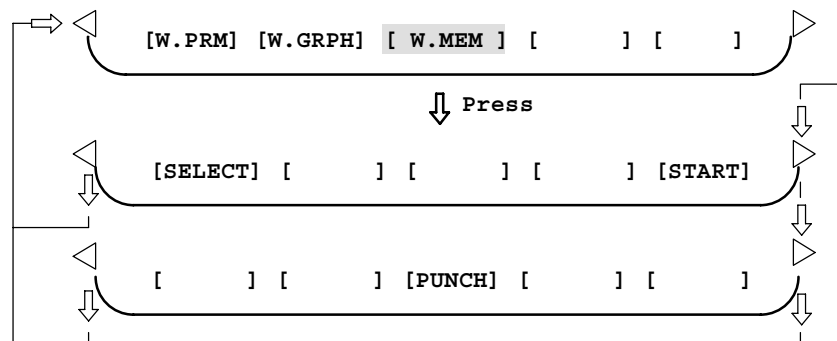 [W.PRM] [W.GRPH] [ W.MEM ] [ ] [ ]
Press
[SELECT] [ ] [ ] [ ] [START]
[ ] [ ] [PUNCH] [ ] [ ]